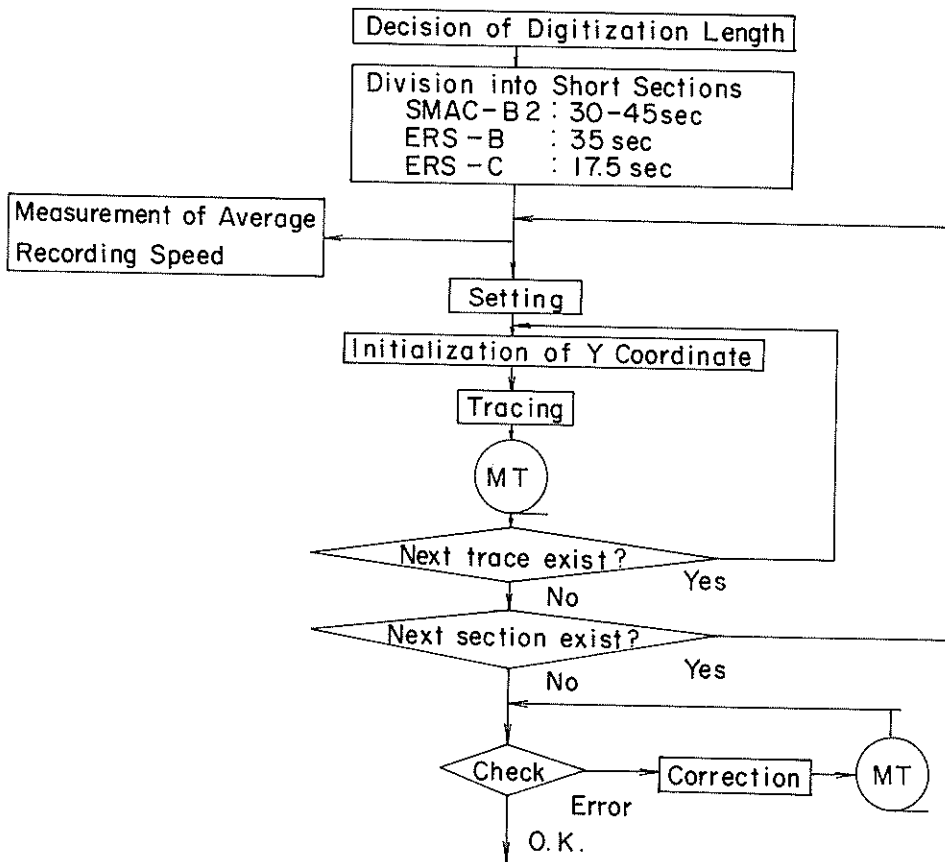 Decision of Digitization Length
Division into Short Sections
SMAC-B2 : 30-45sec
ERS-B : 35 sec
ERS-C : 17.5 sec
Measurement of Average
Recording Speed
Setting
Initialization of Y Coordinate
Tracing
MT
Next trace exist?
Yes
No
Next section exist?
Yes
No
Check
Error
Correction
MT
O.K.